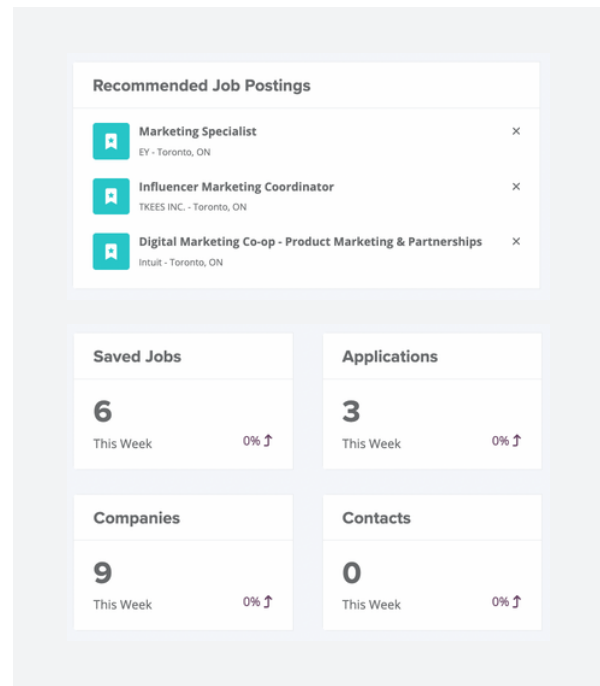 Recommended Job Postings
Marketing Specialist
EY - Toronto, ON
Influencer Marketing Coordinator
TKEES INC. - Toronto, ON
Digital Marketing Co-op - Product Marketing & Partnerships
Intuit - Toronto, ON
Saved Jobs
6
This Week 0%
Applications
3
This Week 0%
Companies
9
This Week 0%
Contacts
0
This Week 0%